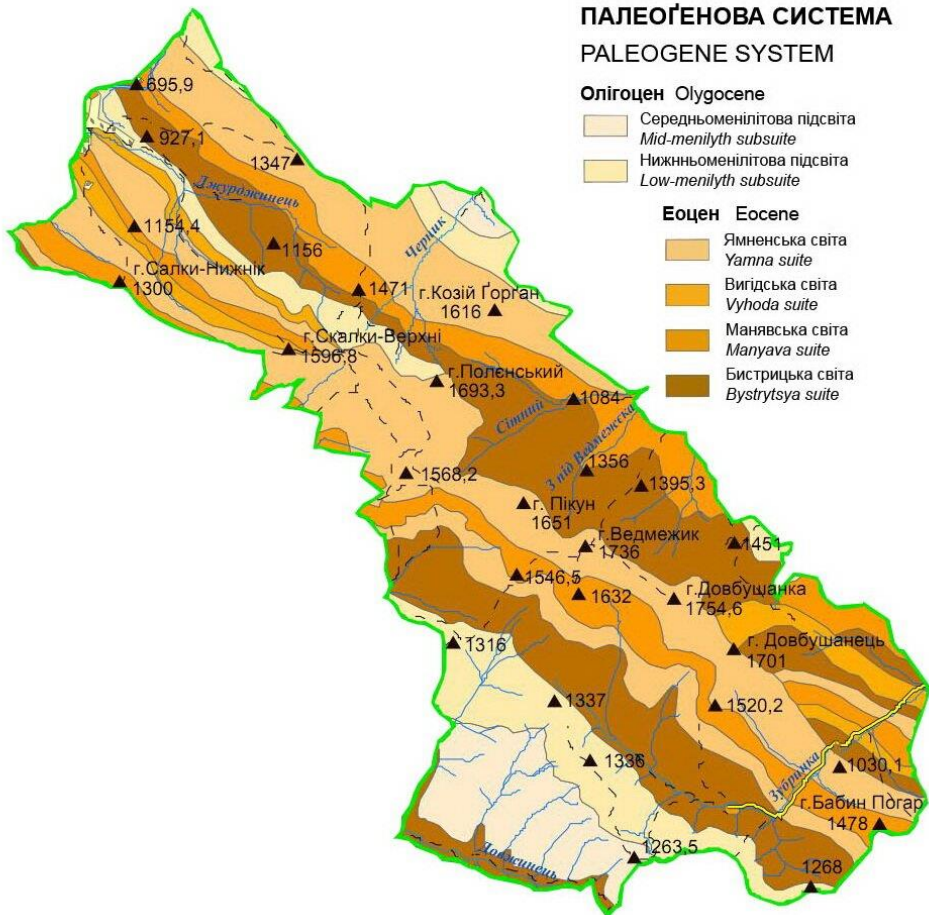 ПАЛЕОҐЕНОВА СИСТЕМА
PALEOGENE SYSTEM
Олігоцен Olygocene
Середньоменілітова підсвіта
Mid-menilyth subsuite
Нижнньоменілітова підсвіта
Low-menilyth subsuite
Еоцен Eocene
Ямненська світа
Yamna suite
Вигідська світа
Vyhoda suite
Манявська світа
Manyava suite
Бистрицька світа
Bystrytsya suite
695,9
927,1
1347
Джурджинець
1154,4
1156
Черник
г.Салки-Нижнік
1300
1471
г.Козій Ґорган
1616
г.Скалки-Верхні
1596,8
г.Полєнський
1693,3
1084
Сітний
З під Ведмежска
1356
1568,2
1395,3
г. Пікун
1651
г.Ведмежик
1736
1451
1546,5
1632
г.Довбушанка
1754,6
г. Довбушанець
1701
1316
1337
1520,2
1336
Зубринка
1030,1
г.Бабин Погар
1478
1263,5
Довжинець
1268